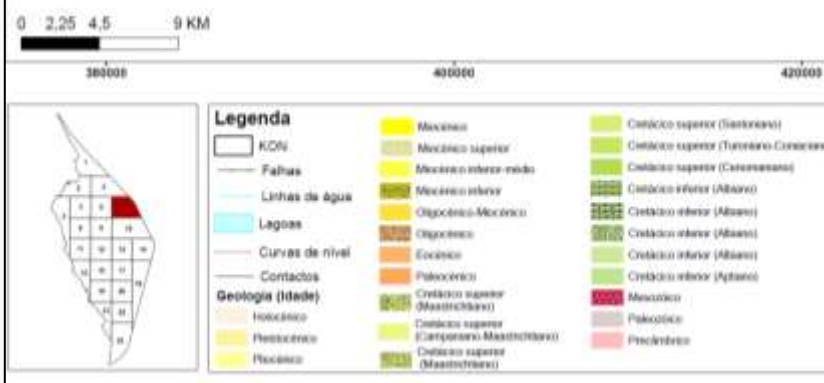 0 2,25 4,5 9 KM
380000 400000 420000
Legenda
KON
Falhas
Linhas de água
Lagoas
Curvas de nível
Contactos
Geologia (Idade)
Holocénico
Pleistocénico
Pliocénico
Miocénico
Miocénico superior
Miocénico inferior-médio
Miocénico inferior
Oligocénico-Miocénico
Oligocénico
Eocénico
Paleocénico
Cretácico superior
(Maastrichtiano)
Cretácico superior
(Campaniano-Maastrichtiano)
Cretácico superior
(Maastrichtiano)
Cretácico superior (Santoniano)
Cretácico superior (Turoniano-Coniaciano
Cretácico superior (Cenomaniano)
Cretácico inferior (Albiano)
Cretácico inferior (Albiano)
Cretácico inferior (Albiano)
Cretácico inferior (Albiano)
Cretácico inferior (Aptiano)
Mesozóico
Paleozóico
Precâmbrico